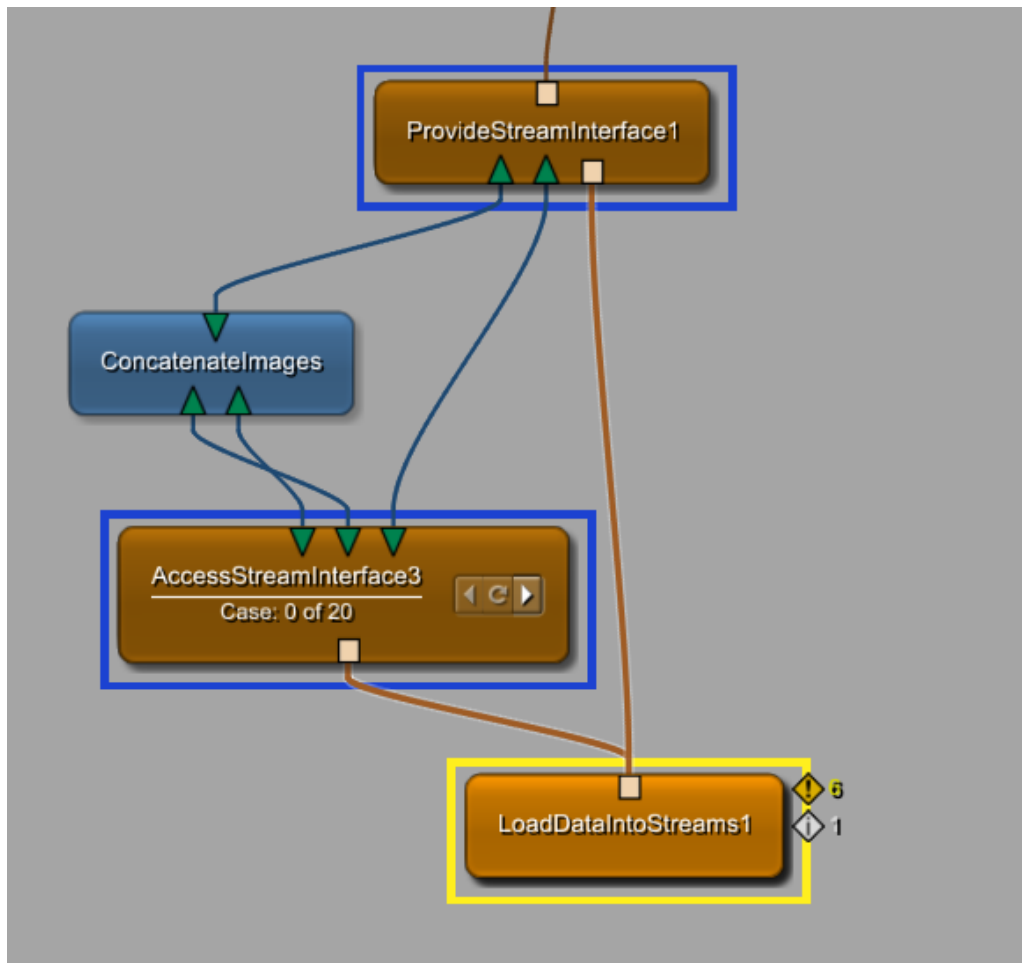 ProvideStreamInterface1
ConcatenateImages
AccessStreamInterface3
Case: 0 of 20
LoadDataIntoStreams1
! 6
i 1